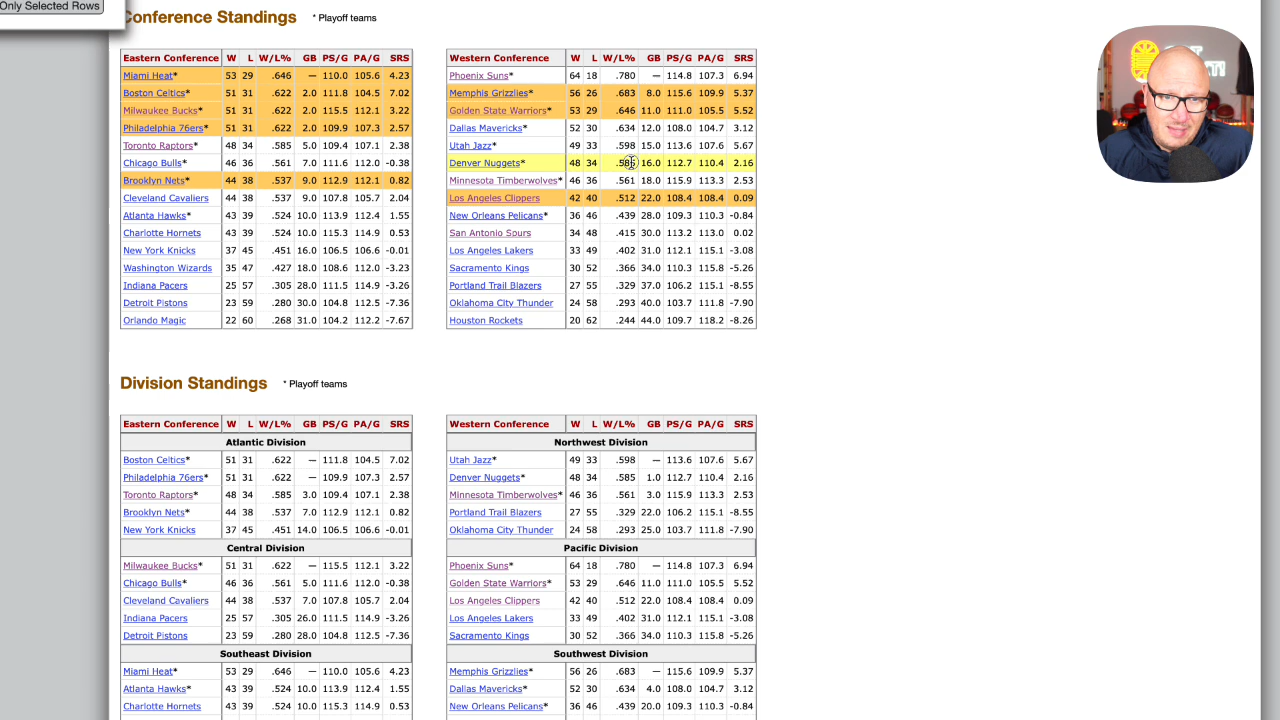 Only Selected Rows
Conference Standings * Playoff teams
Eastern Conference W L W/L% GB PS/G PA/G SRS
Miami Heat* 53 29 .646 — 110.0 105.6 4.23
Boston Celtics* 51 31 .622 2.0 111.8 104.5 7.02
Milwaukee Bucks* 51 31 .622 2.0 115.5 112.1 3.22
Philadelphia 76ers* 51 31 .622 2.0 109.9 107.3 2.57
Toronto Raptors* 48 34 .585 5.0 109.4 107.1 2.38
Chicago Bulls* 46 36 .561 7.0 111.6 112.0 -0.38
Brooklyn Nets* 44 38 .537 9.0 112.9 112.1 0.82
Cleveland Cavaliers 44 38 .537 9.0 107.8 105.7 2.04
Atlanta Hawks* 43 39 .524 10.0 113.9 112.4 1.55
Charlotte Hornets 43 39 .524 10.0 115.3 114.9 0.53
New York Knicks 37 45 .451 16.0 106.5 106.6 -0.01
Washington Wizards 35 47 .427 18.0 108.6 112.0 -3.23
Indiana Pacers 25 57 .305 28.0 111.5 114.9 -3.26
Detroit Pistons 23 59 .280 30.0 104.8 112.5 -7.36
Orlando Magic 22 60 .268 31.0 104.2 112.2 -7.67
Western Conference W L W/L% GB PS/G PA/G SRS
Phoenix Suns* 64 18 .780 — 114.8 107.3 6.94
Memphis Grizzlies* 56 26 .683 8.0 115.6 109.9 5.37
Golden State Warriors* 53 29 .646 11.0 111.0 105.5 5.52
Dallas Mavericks* 52 30 .634 12.0 108.0 104.7 3.12
Utah Jazz* 49 33 .598 15.0 113.6 107.6 5.67
Denver Nuggets* 48 34 .585 16.0 112.7 110.4 2.16
Minnesota Timberwolves* 46 36 .561 18.0 115.9 113.3 2.53
Los Angeles Clippers 42 40 .512 22.0 108.4 108.4 0.09
New Orleans Pelicans* 36 46 .439 28.0 109.3 110.3 -0.84
San Antonio Spurs 34 48 .415 30.0 113.2 113.0 0.02
Los Angeles Lakers 33 49 .402 31.0 112.1 115.1 -3.08
Sacramento Kings 30 52 .366 34.0 110.3 115.8 -5.26
Portland Trail Blazers 27 55 .329 37.0 106.2 115.1 -8.55
Oklahoma City Thunder 24 58 .293 40.0 103.7 111.8 -7.90
Houston Rockets 20 62 .244 44.0 109.7 118.2 -8.26
Division Standings * Playoff teams
Eastern Conference W L W/L% GB PS/G PA/G SRS
Atlantic Division
Boston Celtics* 51 31 .622 — 111.8 104.5 7.02
Philadelphia 76ers* 51 31 .622 — 109.9 107.3 2.57
Toronto Raptors* 48 34 .585 3.0 109.4 107.1 2.38
Brooklyn Nets* 44 38 .537 7.0 112.9 112.1 0.82
New York Knicks 37 45 .451 14.0 106.5 106.6 -0.01
Central Division
Milwaukee Bucks* 51 31 .622 — 115.5 112.1 3.22
Chicago Bulls* 46 36 .561 5.0 111.6 112.0 -0.38
Cleveland Cavaliers 44 38 .537 7.0 107.8 105.7 2.04
Indiana Pacers 25 57 .305 26.0 111.5 114.9 -3.26
Detroit Pistons 23 59 .280 28.0 104.8 112.5 -7.36
Southeast Division
Miami Heat* 53 29 .646 — 110.0 105.6 4.23
Atlanta Hawks* 43 39 .524 10.0 113.9 112.4 1.55
Charlotte Hornets 43 39 .524 10.0 115.3 114.9 0.53
Western Conference W L W/L% GB PS/G PA/G SRS
Northwest Division
Utah Jazz* 49 33 .598 — 113.6 107.6 5.67
Denver Nuggets* 48 34 .585 1.0 112.7 110.4 2.16
Minnesota Timberwolves* 46 36 .561 3.0 115.9 113.3 2.53
Portland Trail Blazers 27 55 .329 22.0 106.2 115.1 -8.55
Oklahoma City Thunder 24 58 .293 25.0 103.7 111.8 -7.90
Pacific Division
Phoenix Suns* 64 18 .780 — 114.8 107.3 6.94
Golden State Warriors* 53 29 .646 11.0 111.0 105.5 5.52
Los Angeles Clippers 42 40 .512 22.0 108.4 108.4 0.09
Los Angeles Lakers 33 49 .402 31.0 112.1 115.1 -3.08
Sacramento Kings 30 52 .366 34.0 110.3 115.8 -5.26
Southwest Division
Memphis Grizzlies* 56 26 .683 — 115.6 109.9 5.37
Dallas Mavericks* 52 30 .634 4.0 108.0 104.7 3.12
New Orleans Pelicans* 36 46 .439 20.0 109.3 110.3 -0.84